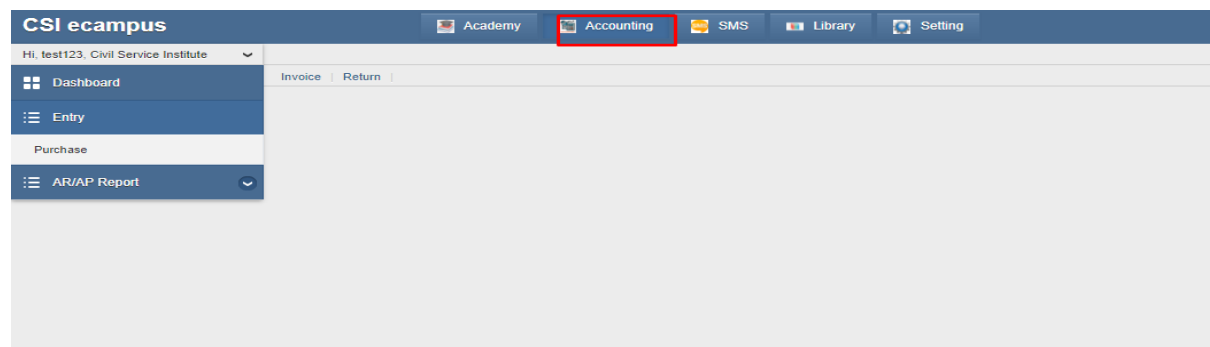 CSI ecampus
Academy Accounting SMS Library Setting
Hi, test123, Civil Service Institute
Dashboard
Invoice | Return |
Entry
Purchase
AR/AP Report